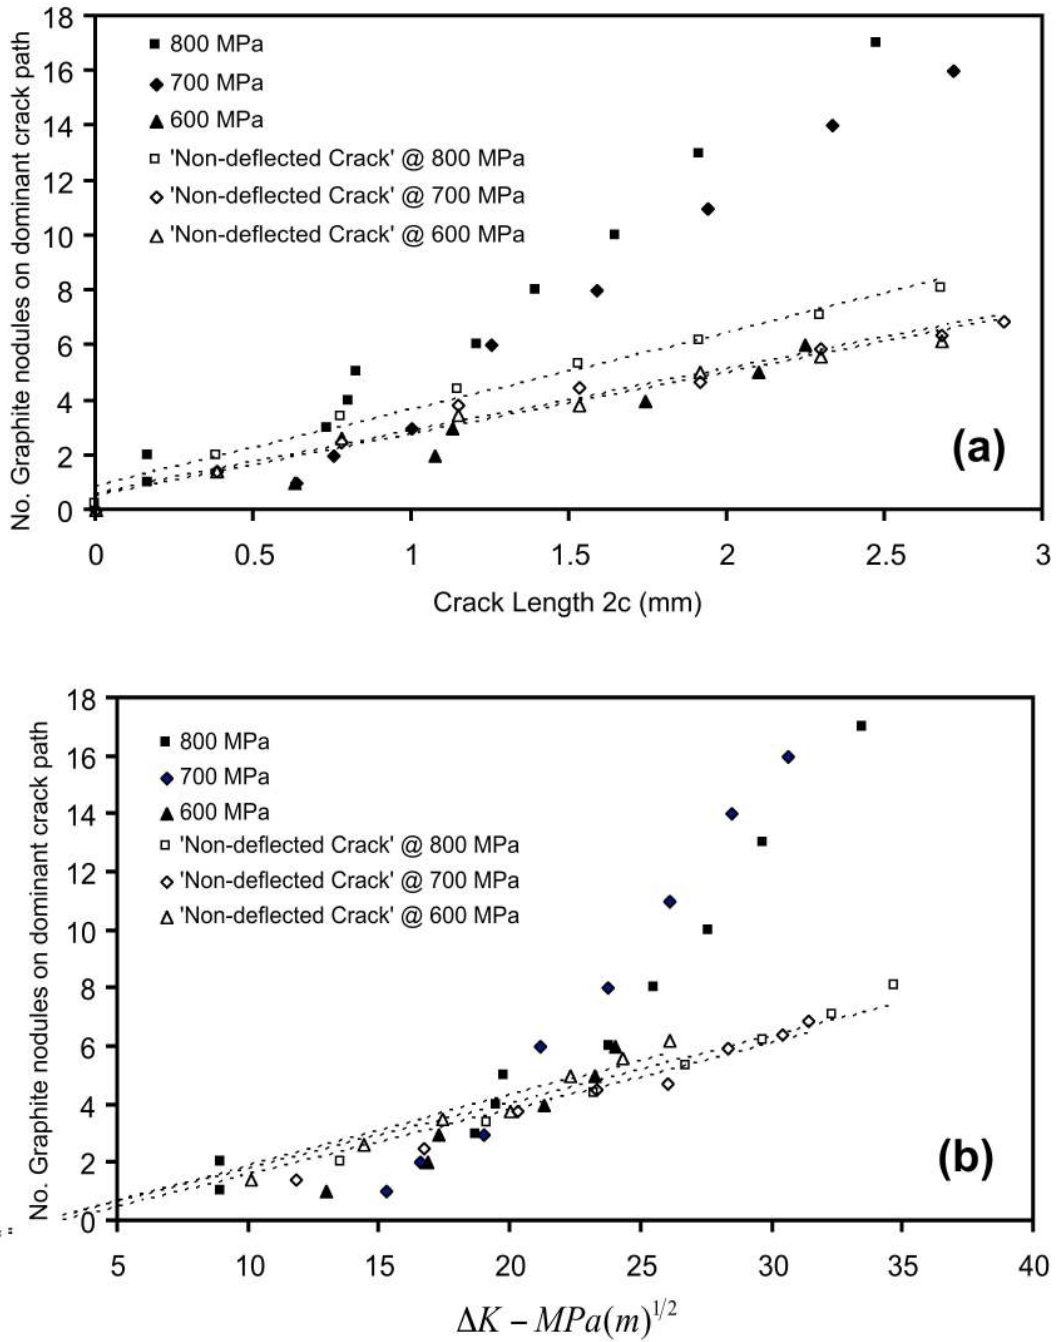 18
16
14
12
10
8
6
4
2
0
No. Graphite nodules on dominant crack path
800 MPa
700 MPa
600 MPa
'Non-deflected Crack' @ 800 MPa
'Non-deflected Crack' @ 700 MPa
'Non-deflected Crack' @ 600 MPa
(a)
0 0.5 1 1.5 2 2.5 3
Crack Length 2c (mm)
18
16
14
12
10
8
6
4
2
0
No. Graphite nodules on dominant crack path
800 MPa
700 MPa
600 MPa
'Non-deflected Crack' @ 800 MPa
'Non-deflected Crack' @ 700 MPa
'Non-deflected Crack' @ 600 MPa
(b)
5 10 15 20 25 30 35 40
ΔK – MPa(m)^1/2